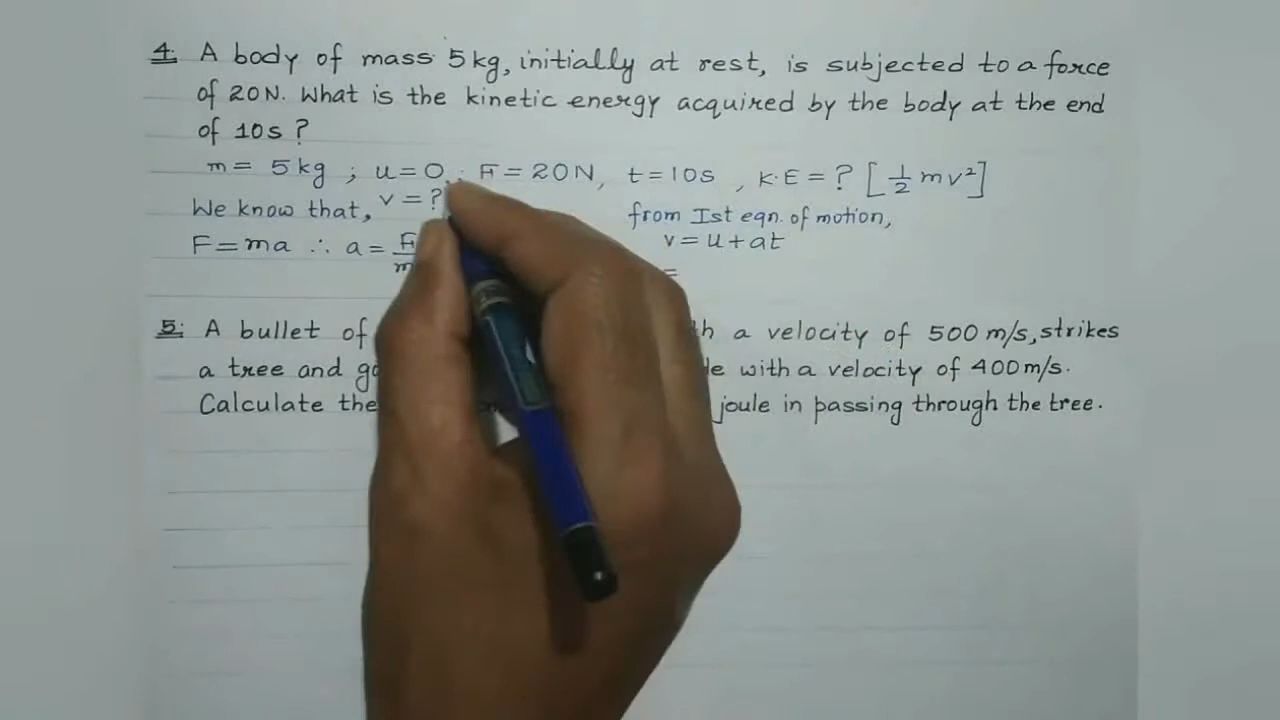 4: A body of mass 5kg, initially at rest, is subjected to a force
of 20N. What is the kinetic energy acquired by the body at the end
of 10s ?
m = 5kg ; u=0 ; F = 20N, t=10s , K.E = ? [ 1/2 mv² ]
We know that, v = ?
from Ist eqn. of motion,
F = ma ∴ a = F/m
v = u + at
=
5: A bullet of a velocity of 500 m/s, strikes
a tree and with a velocity of 400m/s.
Calculate the joule in passing through the tree.